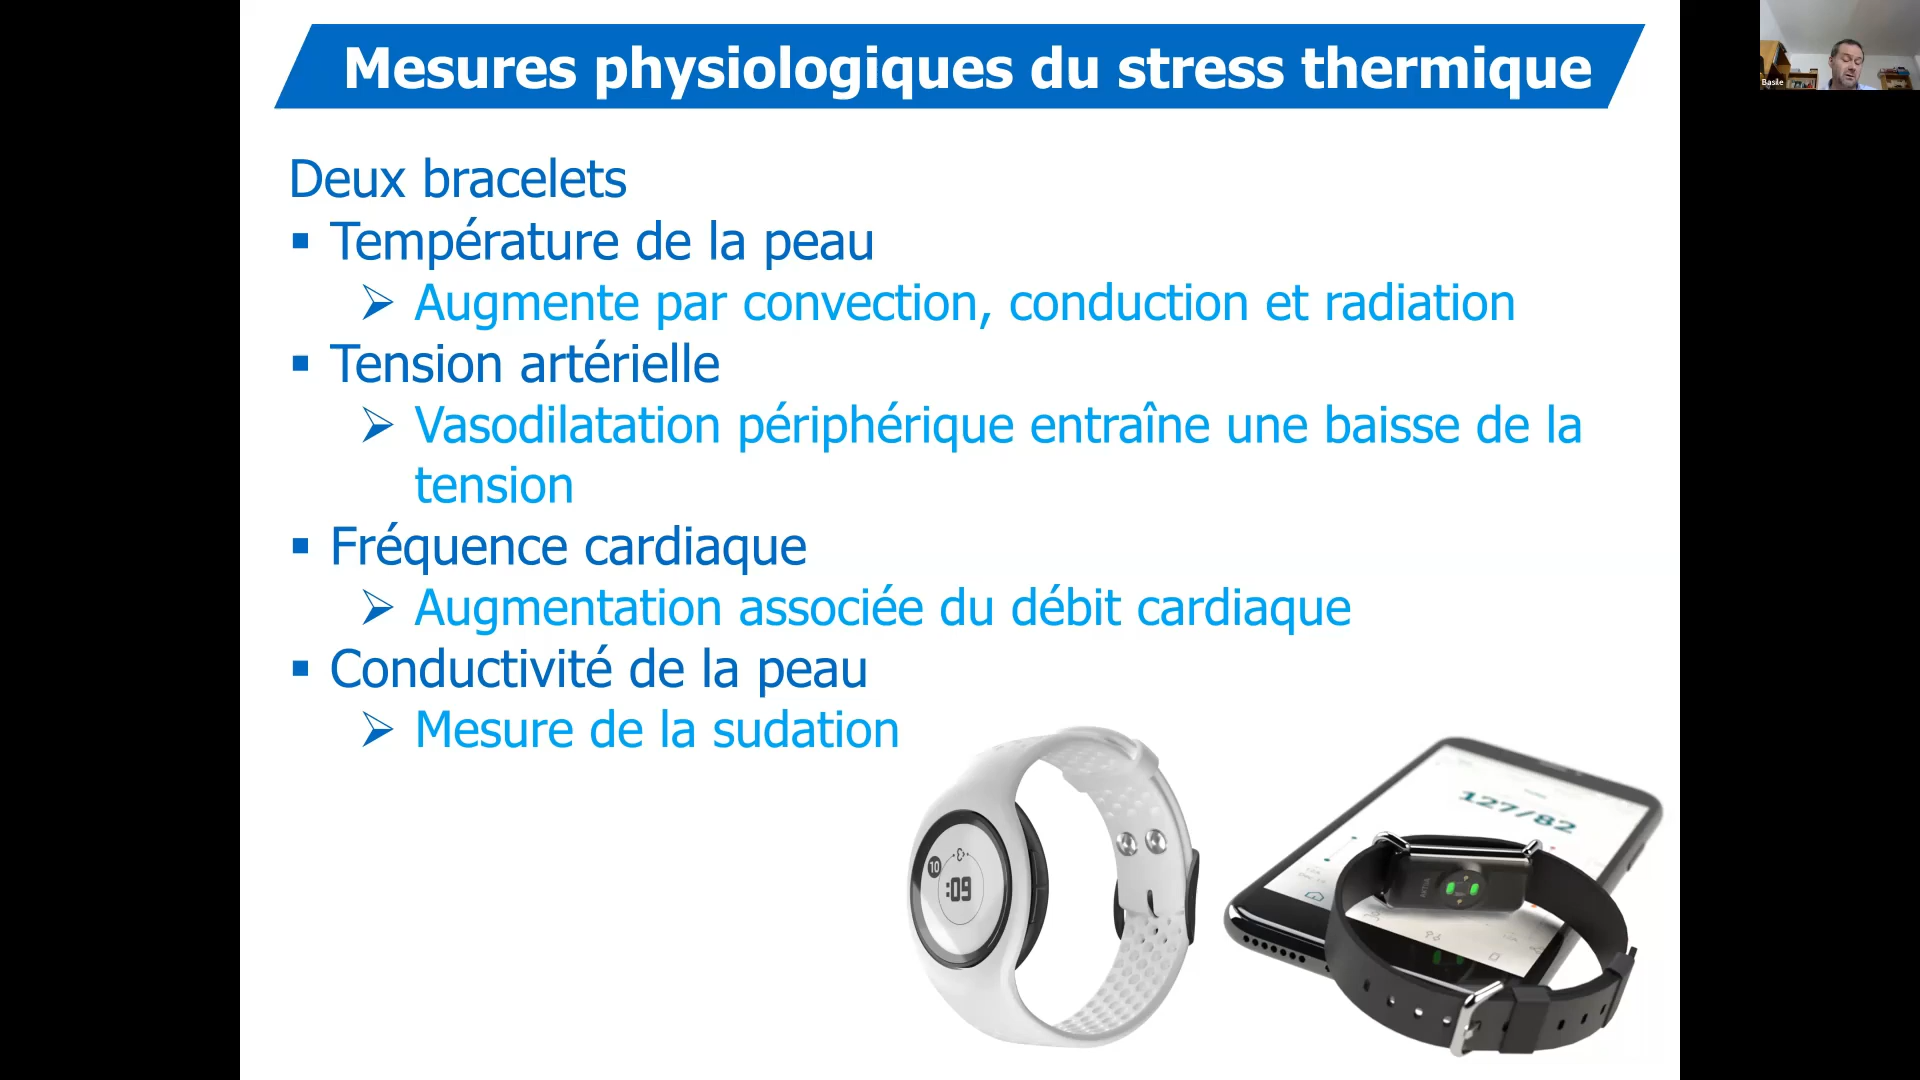 Mesures physiologiques du stress thermique
Basile
Deux bracelets
▪ Température de la peau
➢ Augmente par convection, conduction et radiation
▪ Tension artérielle
➢ Vasodilatation périphérique entraîne une baisse de la
tension
▪ Fréquence cardiaque
➢ Augmentation associée du débit cardiaque
▪ Conductivité de la peau
➢ Mesure de la sudation
10
:09
127/82